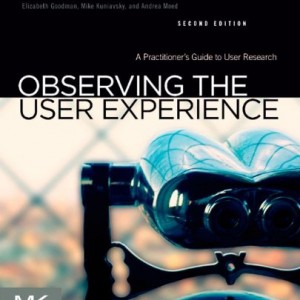 Elizabeth Goodman, Mike Kuniavsky, and Andrea Moed
SECOND EDITION
A Practitioner's Guide to User Research
OBSERVING THE
USER EXPERIENCE